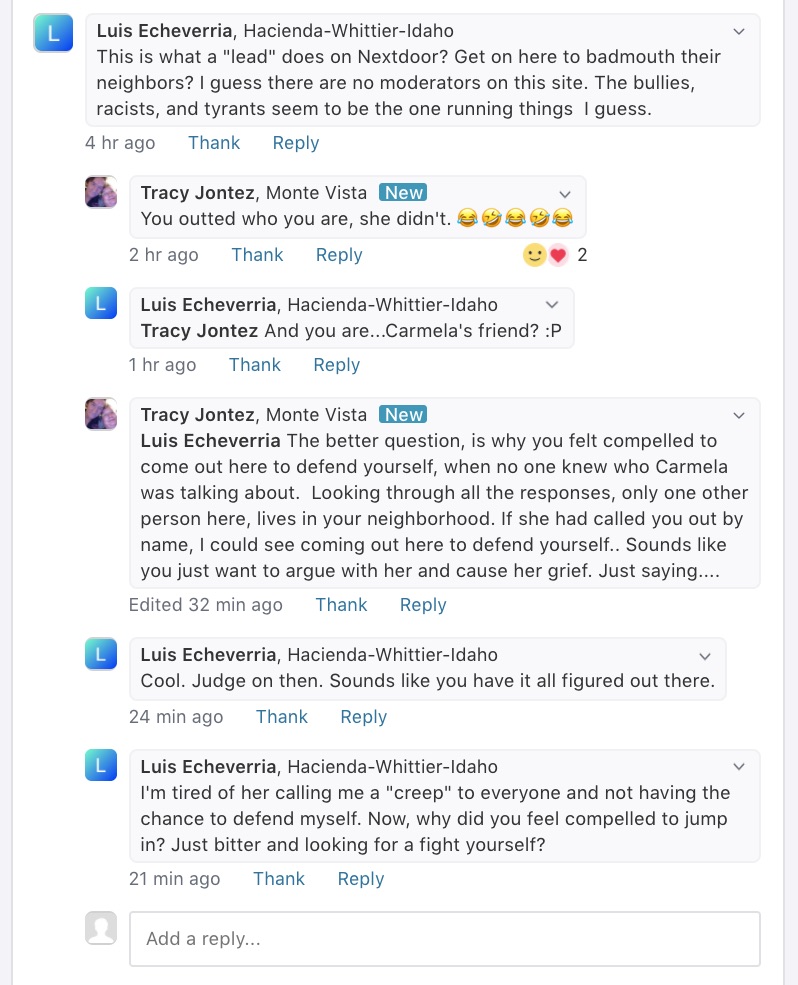 L
Luis Echeverria, Hacienda-Whittier-Idaho
This is what a "lead" does on Nextdoor? Get on here to badmouth their
neighbors? I guess there are no moderators on this site. The bullies,
racists, and tyrants seem to be the one running things  I guess.
4 hr ago Thank Reply
Tracy Jontez, Monte Vista New
You outted who you are, she didn't. 😂🤣😂🤣😂
2 hr ago Thank Reply 🙂❤️ 2
L
Luis Echeverria, Hacienda-Whittier-Idaho
Tracy Jontez And you are...Carmela's friend? :P
1 hr ago Thank Reply
Tracy Jontez, Monte Vista New
Luis Echeverria The better question, is why you felt compelled to
come out here to defend yourself, when no one knew who Carmela
was talking about.  Looking through all the responses, only one other
person here, lives in your neighborhood. If she had called you out by
name, I could see coming out here to defend yourself.. Sounds like
you just want to argue with her and cause her grief. Just saying....
Edited 32 min ago Thank Reply
L
Luis Echeverria, Hacienda-Whittier-Idaho
Cool. Judge on then. Sounds like you have it all figured out there.
24 min ago Thank Reply
L
Luis Echeverria, Hacienda-Whittier-Idaho
I'm tired of her calling me a "creep" to everyone and not having the
chance to defend myself. Now, why did you feel compelled to jump
in? Just bitter and looking for a fight yourself?
21 min ago Thank Reply
Add a reply...